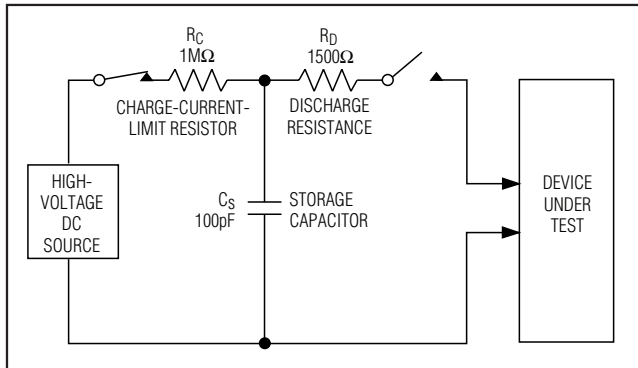 R_C
1MΩ
CHARGE-CURRENT-
LIMIT RESISTOR
R_D
1500Ω
DISCHARGE
RESISTANCE
HIGH-
VOLTAGE
DC
SOURCE
C_S
100pF
STORAGE
CAPACITOR
DEVICE
UNDER
TEST